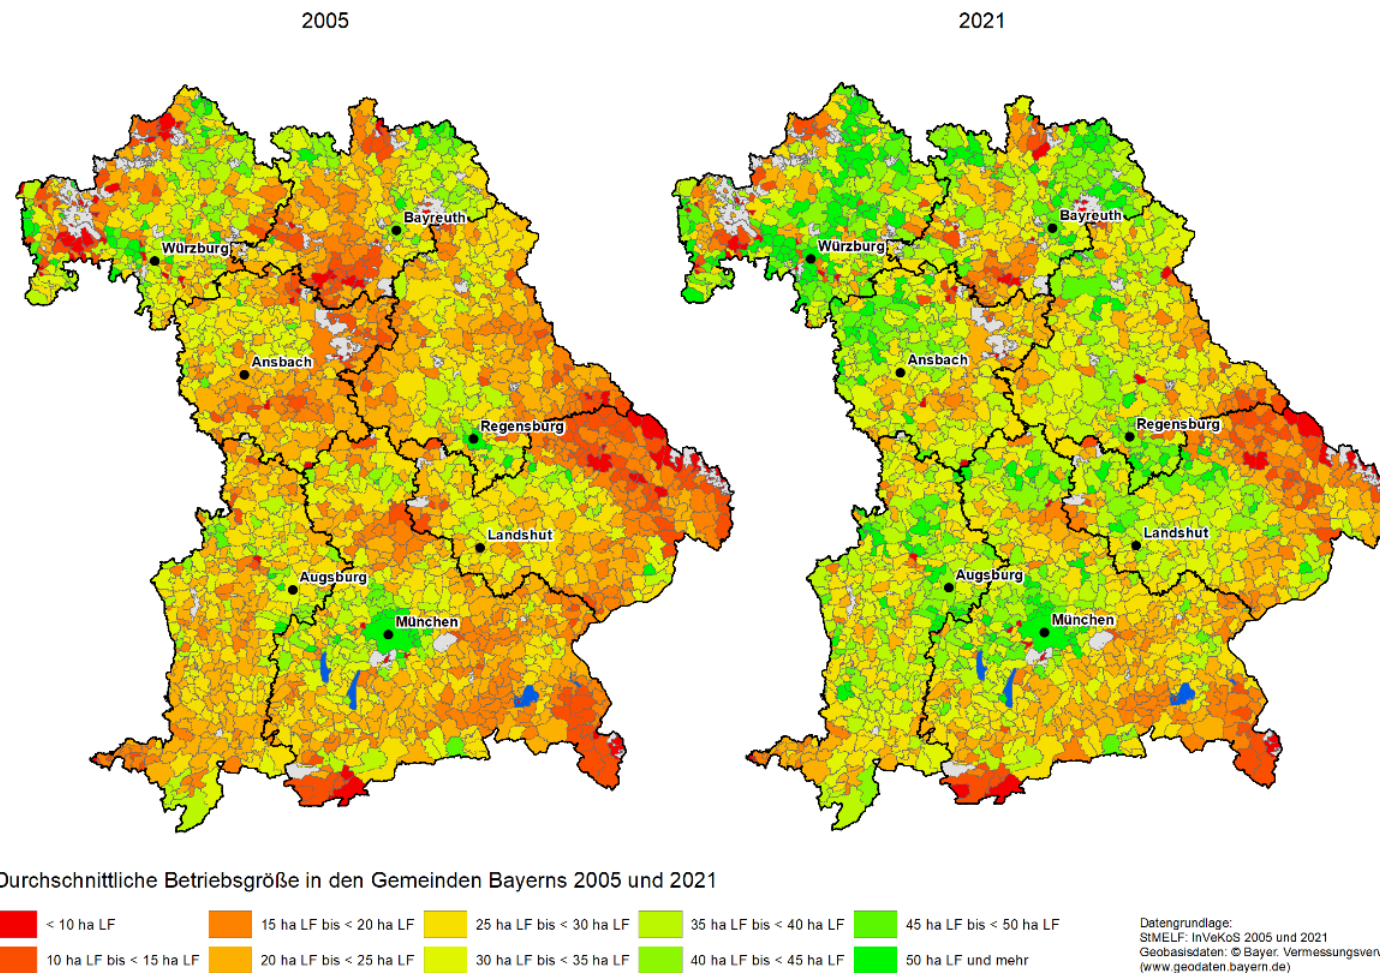 2005
2021
Bayreuth
Würzburg
Ansbach
Regensburg
Landshut
Augsburg
München
Bayreuth
Würzburg
Ansbach
Regensburg
Landshut
Augsburg
München
Durchschnittliche Betriebsgröße in den Gemeinden Bayerns 2005 und 2021
< 10 ha LF
15 ha LF bis < 20 ha LF
25 ha LF bis < 30 ha LF
35 ha LF bis < 40 ha LF
45 ha LF bis < 50 ha LF
10 ha LF bis < 15 ha LF
20 ha LF bis < 25 ha LF
30 ha LF bis < 35 ha LF
40 ha LF bis < 45 ha LF
50 ha LF und mehr
Datengrundlage:
StMELF: InVeKoS 2005 und 2021
Geobasisdaten: © Bayer. Vermessungsverv
(www.geodaten.bayern.de)